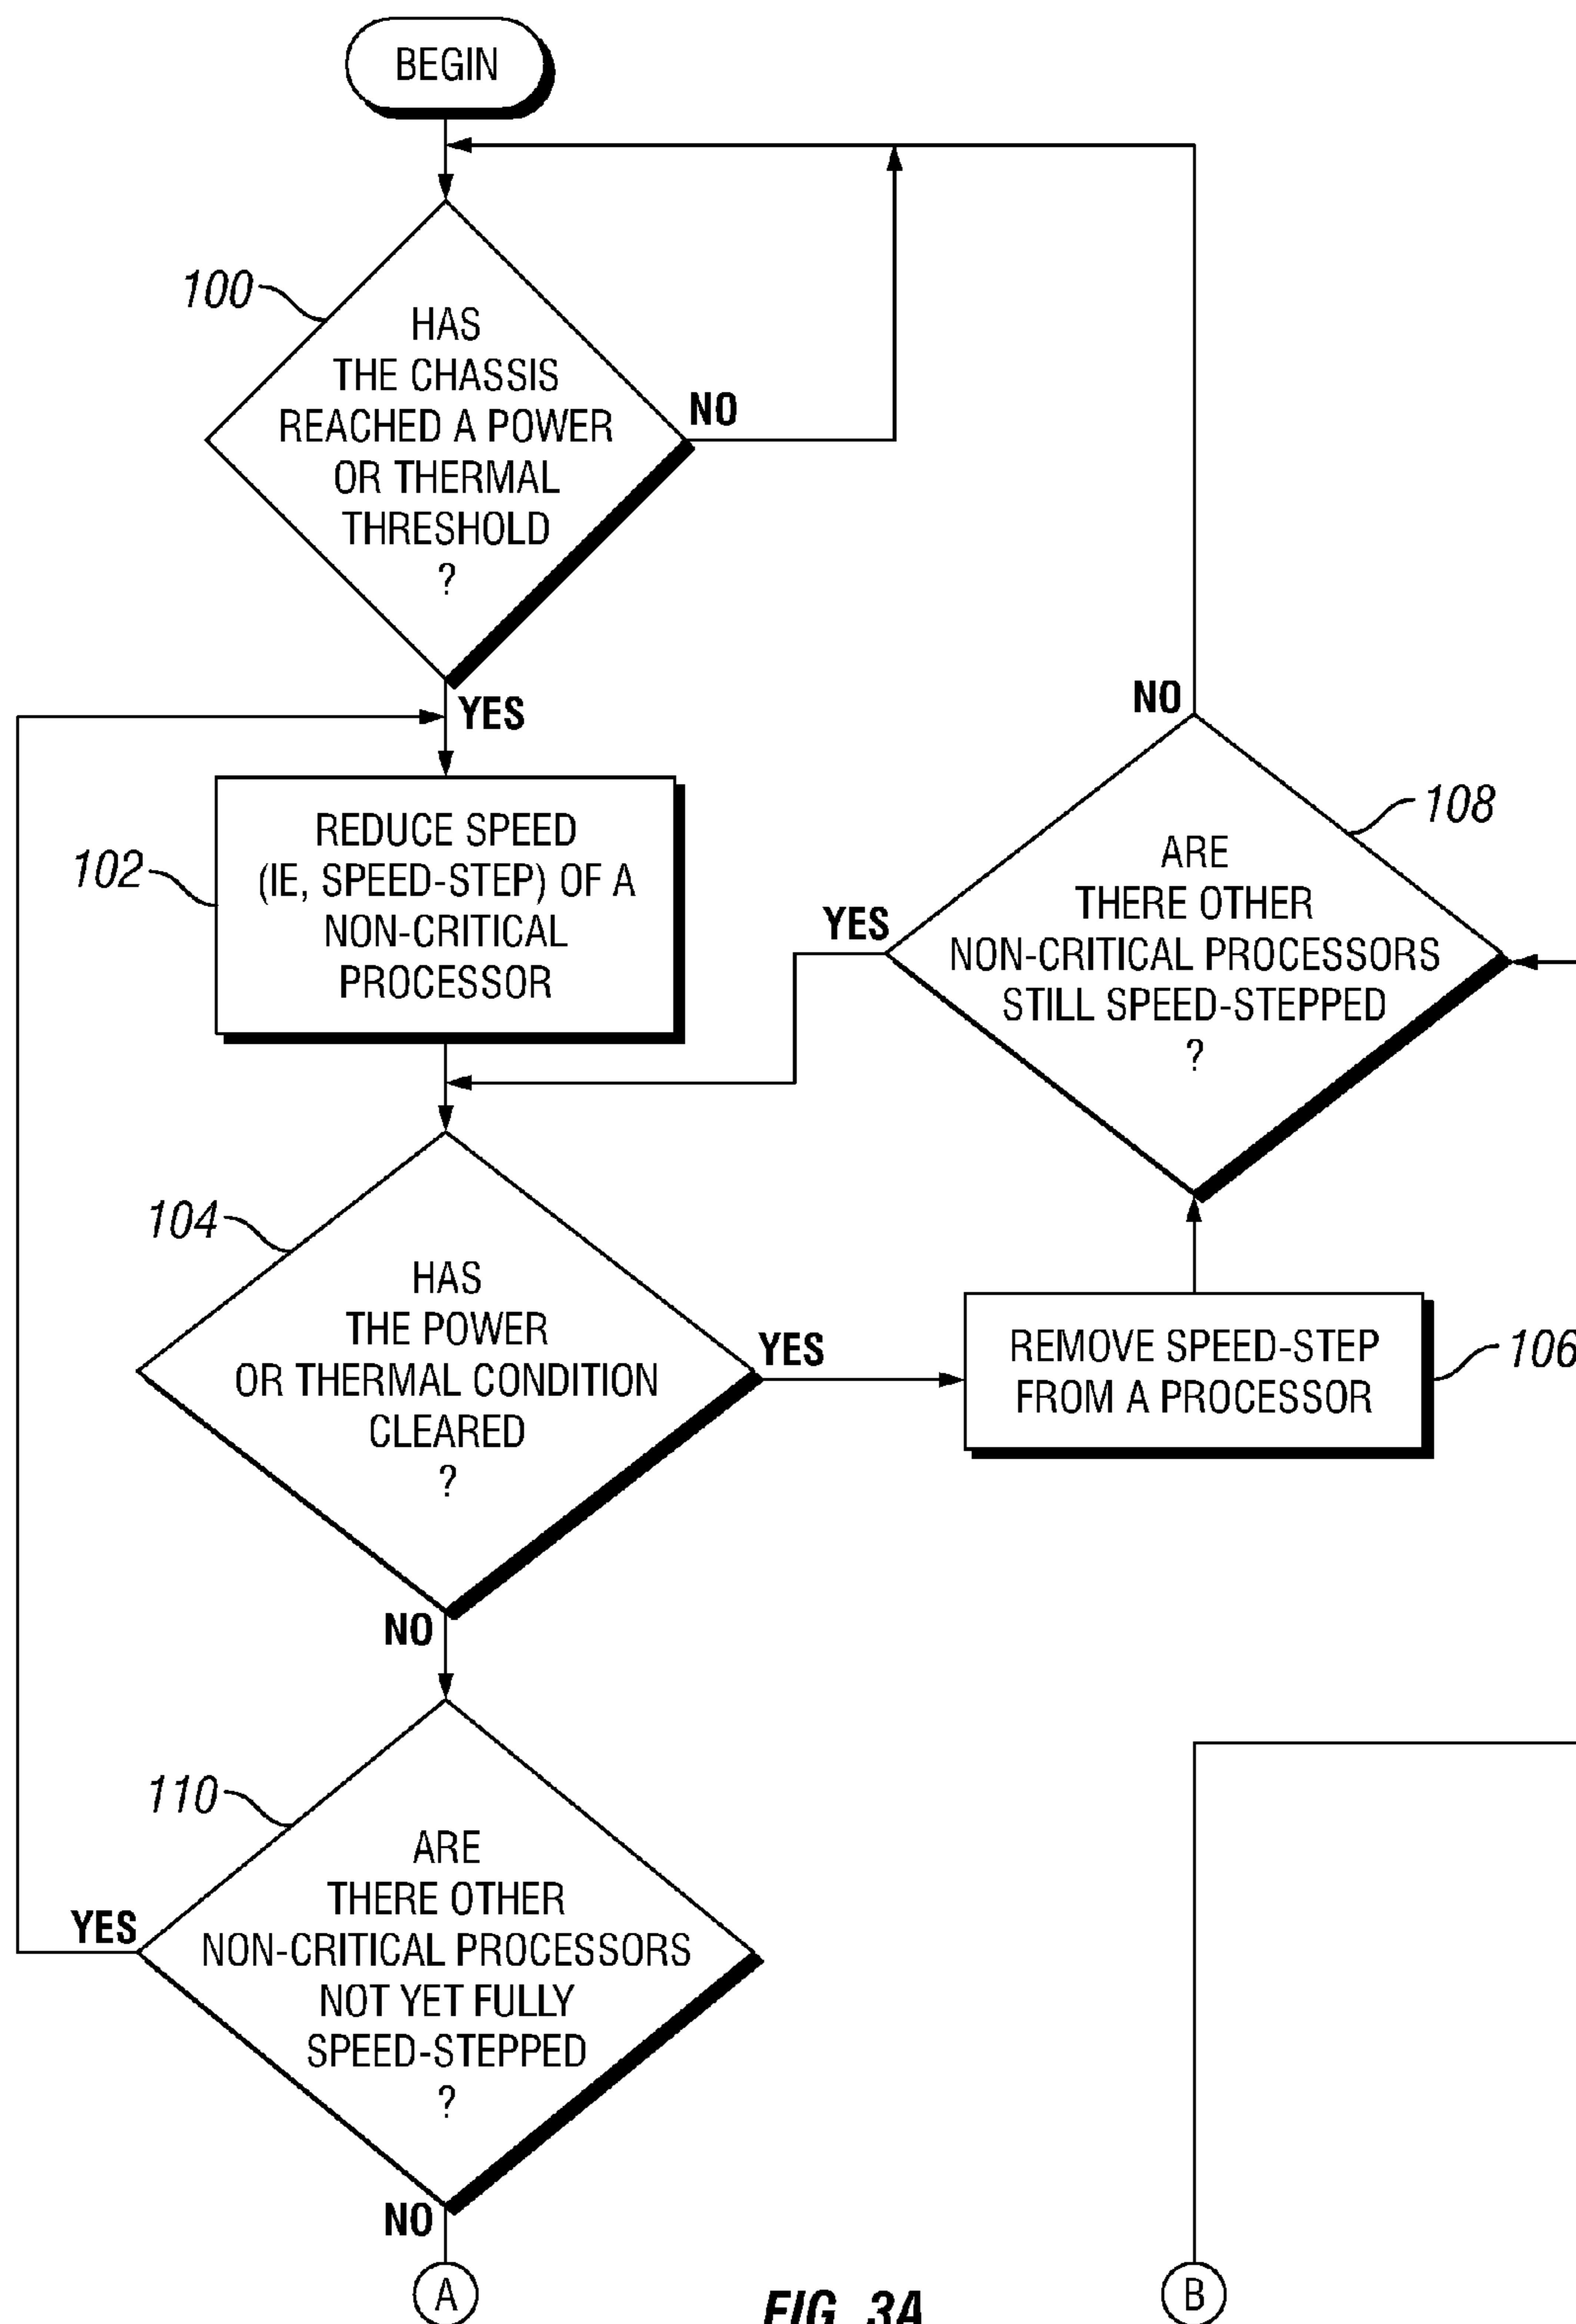 BEGIN
100
HAS
THE CHASSIS
REACHED A POWER
OR THERMAL
THRESHOLD
?
NO
YES
102
REDUCE SPEED
(IE, SPEED-STEP) OF A
NON-CRITICAL
PROCESSOR
NO
108
ARE
THERE OTHER
NON-CRITICAL PROCESSORS
STILL SPEED-STEPPED
?
YES
104
HAS
THE POWER
OR THERMAL CONDITION
CLEARED
?
YES
REMOVE SPEED-STEP
FROM A PROCESSOR
106
NO
110
ARE
THERE OTHER
NON-CRITICAL PROCESSORS
NOT YET FULLY
SPEED-STEPPED
?
YES
NO
A
FIG. 3A
B